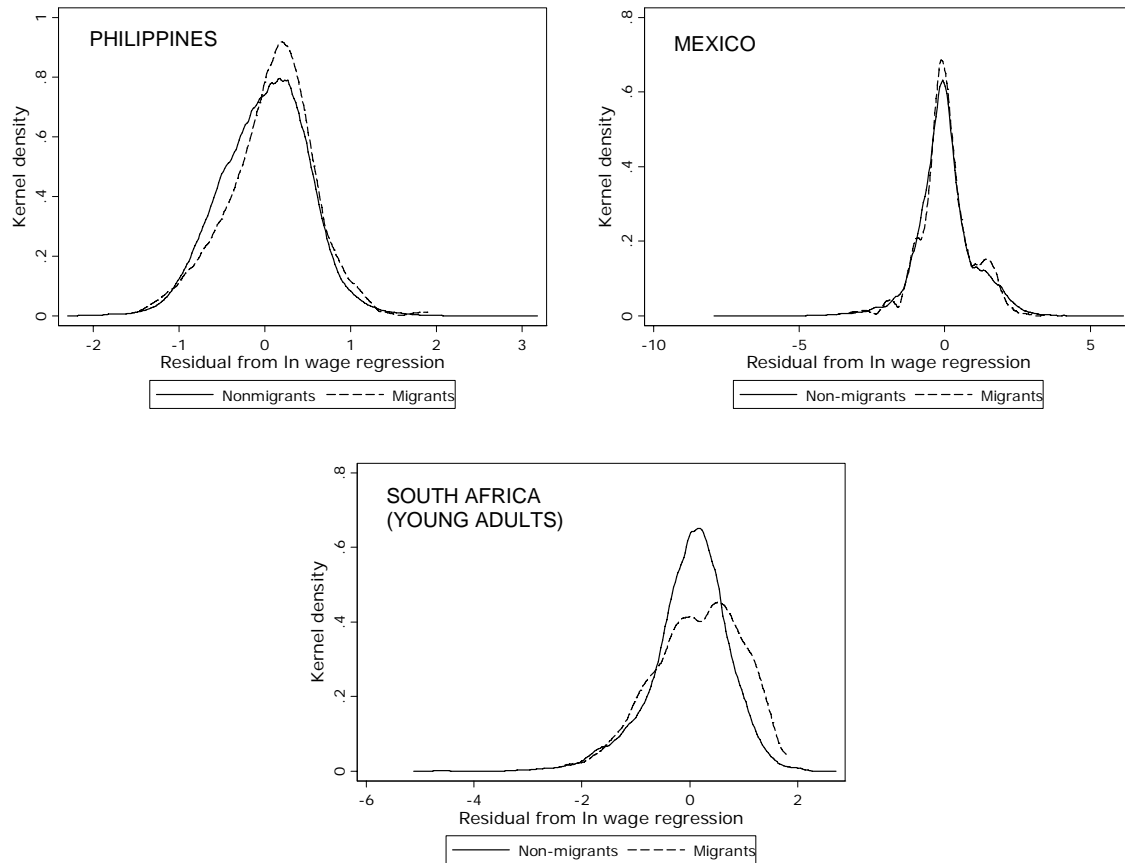 PHILIPPINES
Kernel density
0 .2 .4 .6 .8 1
-2 -1 0 1 2 3
Residual from ln wage regression
Nonmigrants Migrants
MEXICO
Kernel density
0 .2 .4 .6 .8
-10 -5 0 5
Residual from ln wage regression
Non-migrants Migrants
SOUTH AFRICA
(YOUNG ADULTS)
Kernel density
0 .2 .4 .6 .8
-6 -4 -2 0 2
Residual from ln wage regression
Non-migrants Migrants